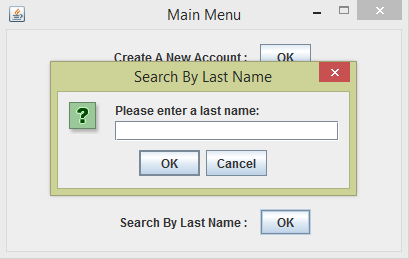 Main Menu
Create A New Account : OK
Search By Last Name
?
Please enter a last name:
OK Cancel
Search By Last Name : OK